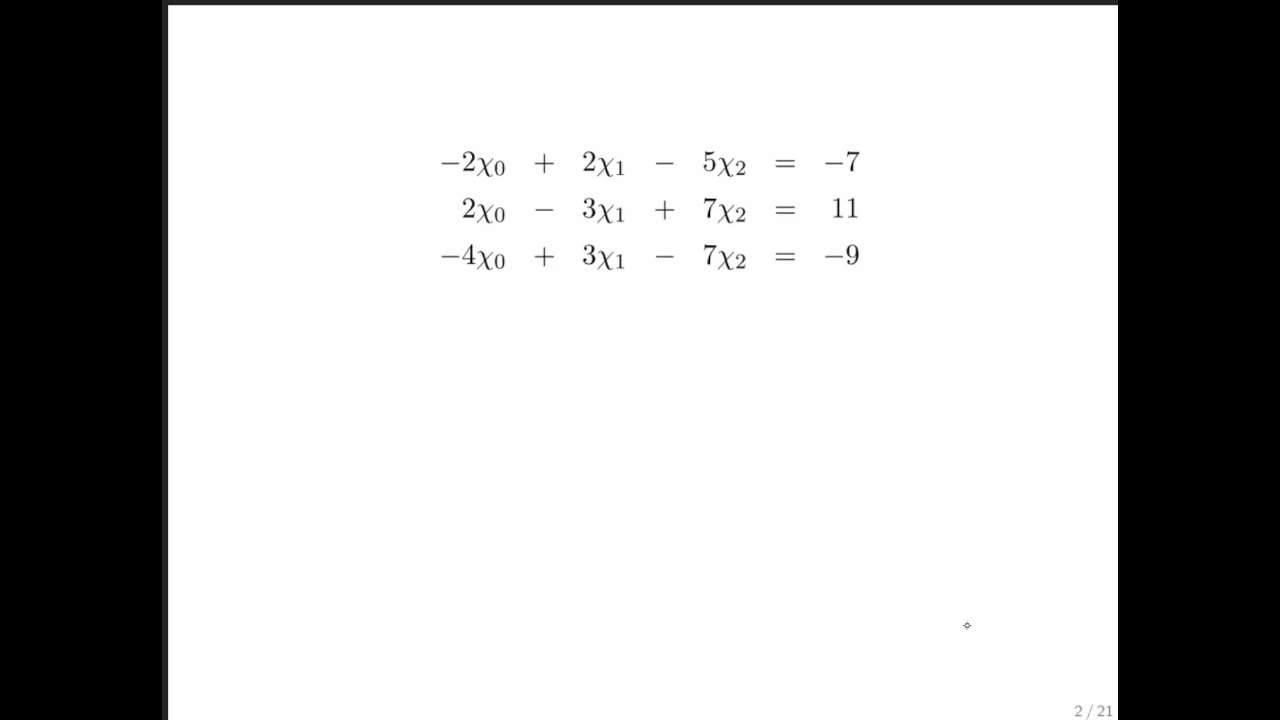 −2χ₀ + 2χ₁ − 5χ₂ = −7
2χ₀ − 3χ₁ + 7χ₂ = 11
−4χ₀ + 3χ₁ − 7χ₂ = −9
2 / 21